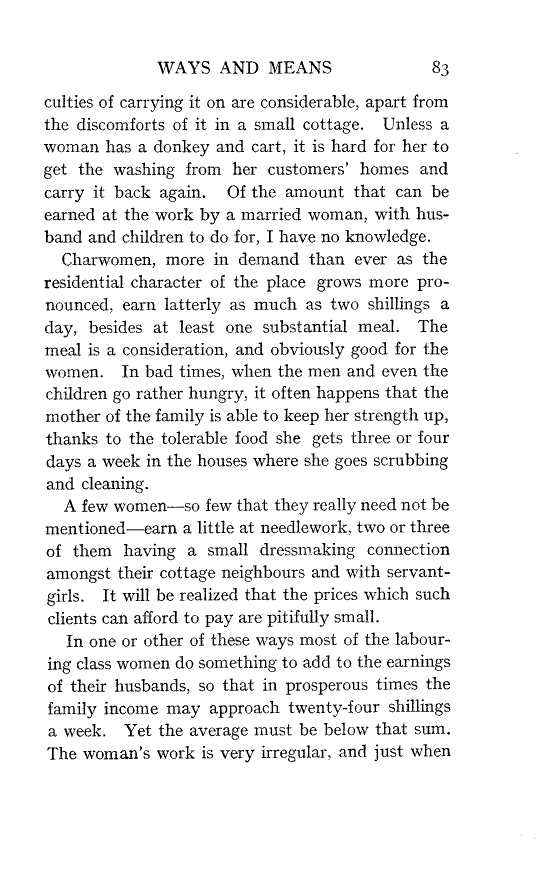 WAYS AND MEANS 83
culties of carrying it on are considerable, apart from
the discomforts of it in a small cottage. Unless a
woman has a donkey and cart, it is hard for her to
get the washing from her customers' homes and
carry it back again. Of the amount that can be
earned at the work by a married woman, with hus-
band and children to do for, I have no knowledge.
Charwomen, more in demand than ever as the
residential character of the place grows more pro-
nounced, earn latterly as much as two shillings a
day, besides at least one substantial meal. The
meal is a consideration, and obviously good for the
women. In bad times, when the men and even the
children go rather hungry, it often happens that the
mother of the family is able to keep her strength up,
thanks to the tolerable food she gets three or four
days a week in the houses where she goes scrubbing
and cleaning.
A few women—so few that they really need not be
mentioned—earn a little at needlework, two or three
of them having a small dressmaking connection
amongst their cottage neighbours and with servant-
girls. It will be realized that the prices which such
clients can afford to pay are pitifully small.
In one or other of these ways most of the labour-
ing class women do something to add to the earnings
of their husbands, so that in prosperous times the
family income may approach twenty-four shillings
a week. Yet the average must be below that sum.
The woman's work is very irregular, and just when